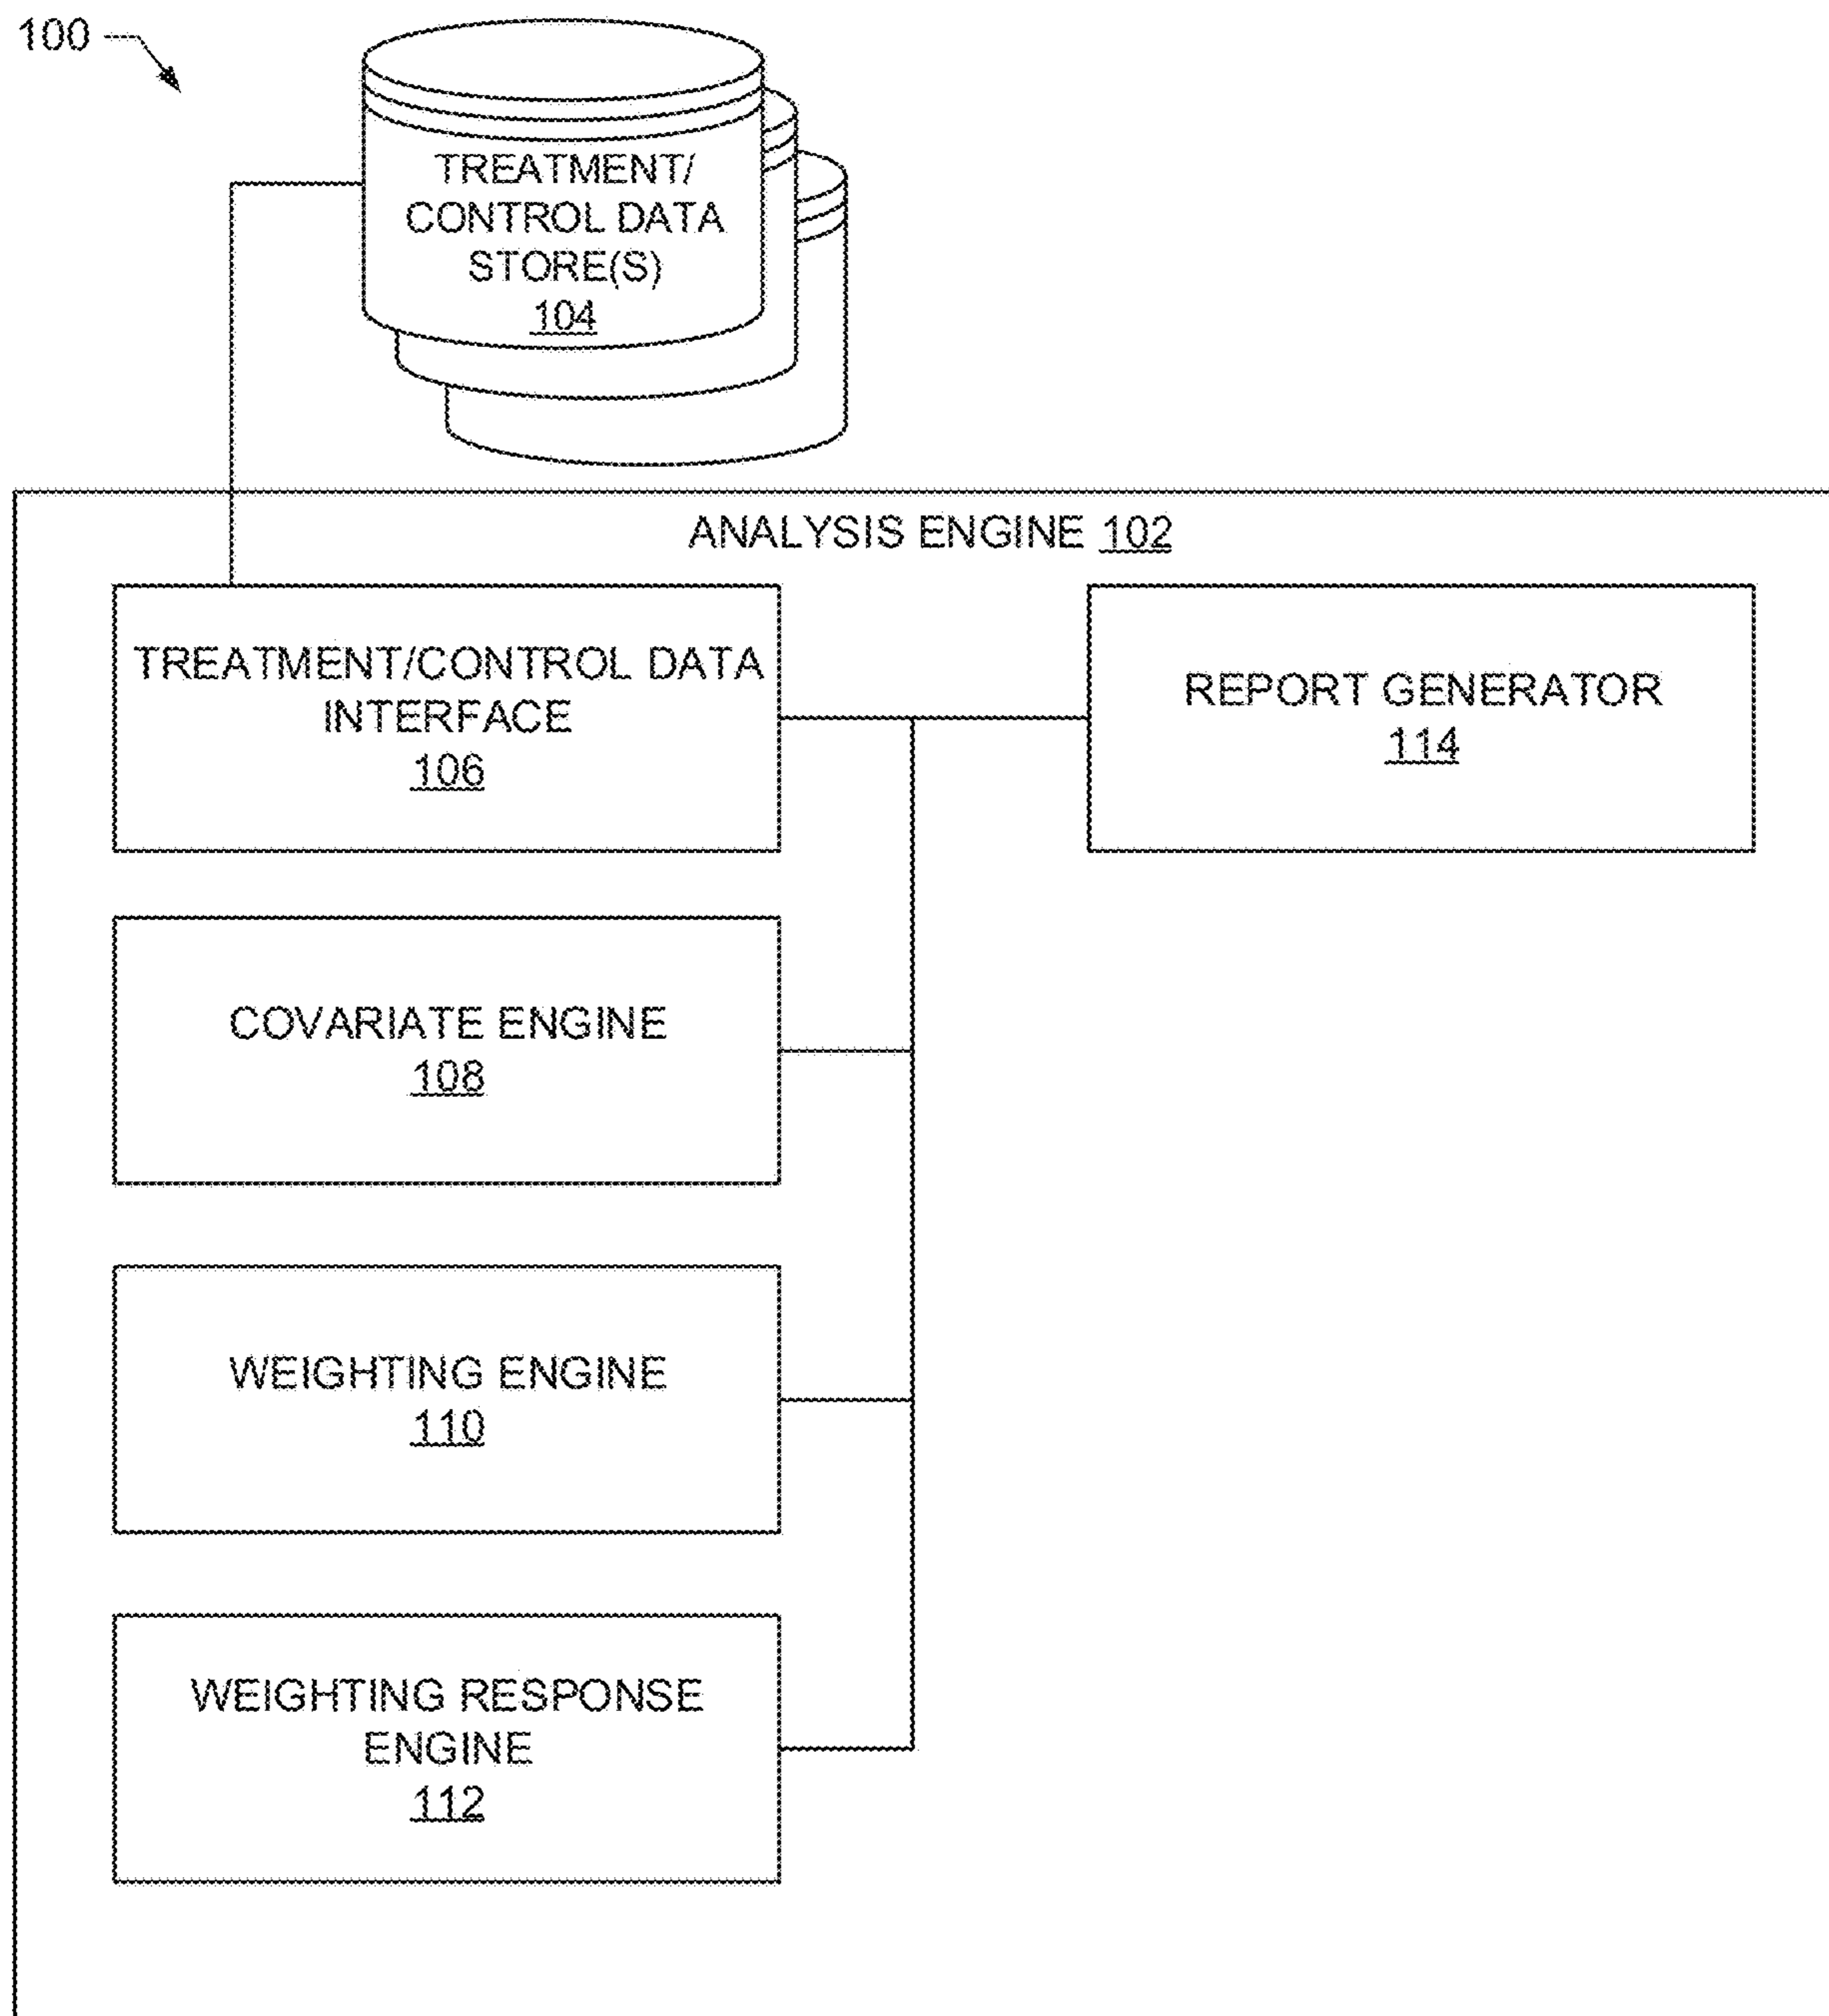 100
TREATMENT/
CONTROL DATA
STORE(S)
104
ANALYSIS ENGINE 102
TREATMENT/CONTROL DATA
INTERFACE
106
REPORT GENERATOR
114
COVARIATE ENGINE
108
WEIGHTING ENGINE
110
WEIGHTING RESPONSE
ENGINE
112